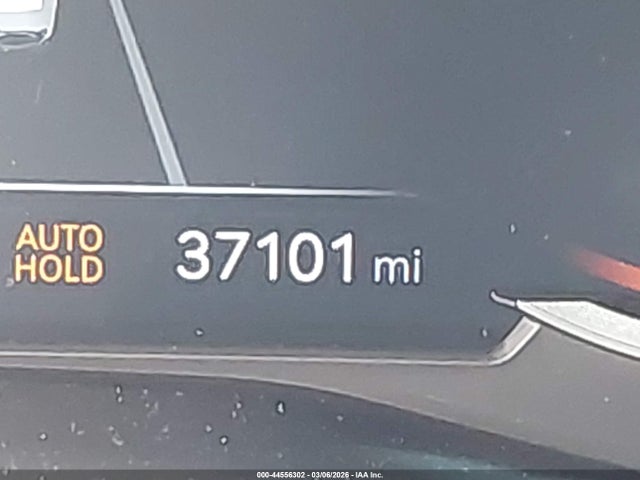 AUTO
HOLD
37101 mi
000-44556302 - 03/06/2026 - IAA Inc.